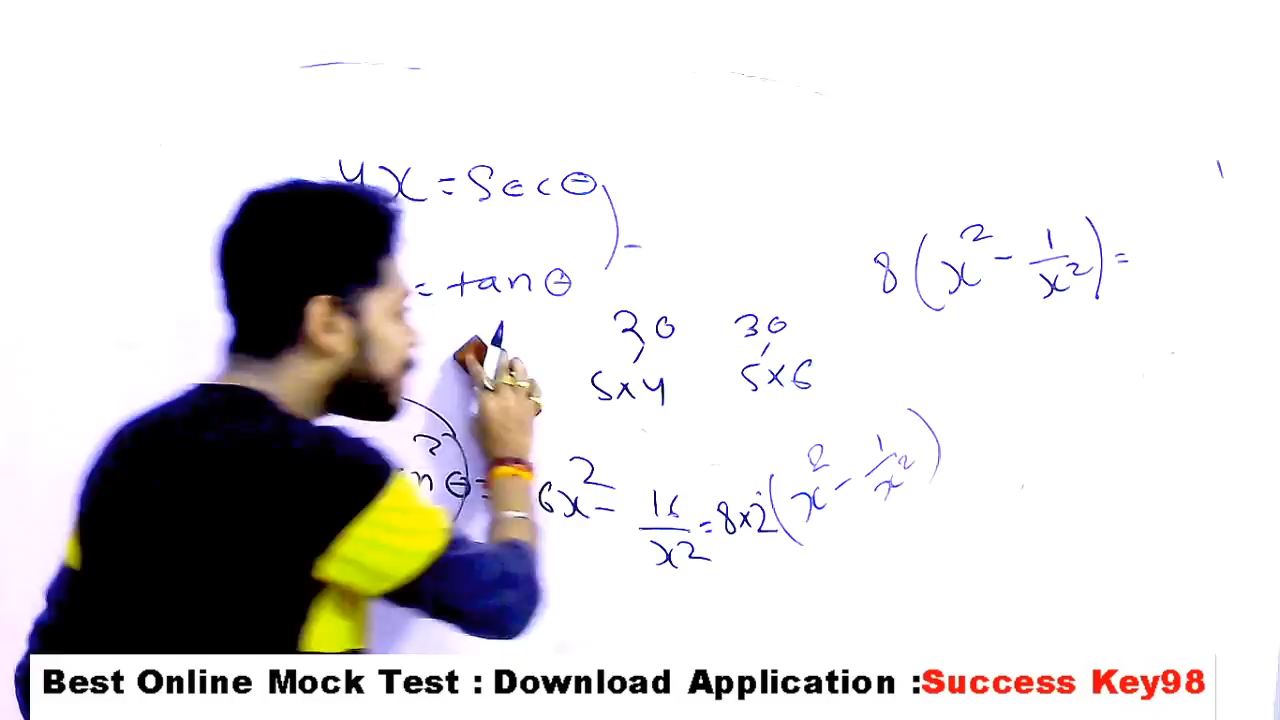 4x = Sec θ
8(x² - 1/x²) =
= tan θ
30 30
5x4 5x6
n² θ = 6x² - 16/x² = 8x2(x² - 1/x²)
Best Online Mock Test : Download Application :Success Key98